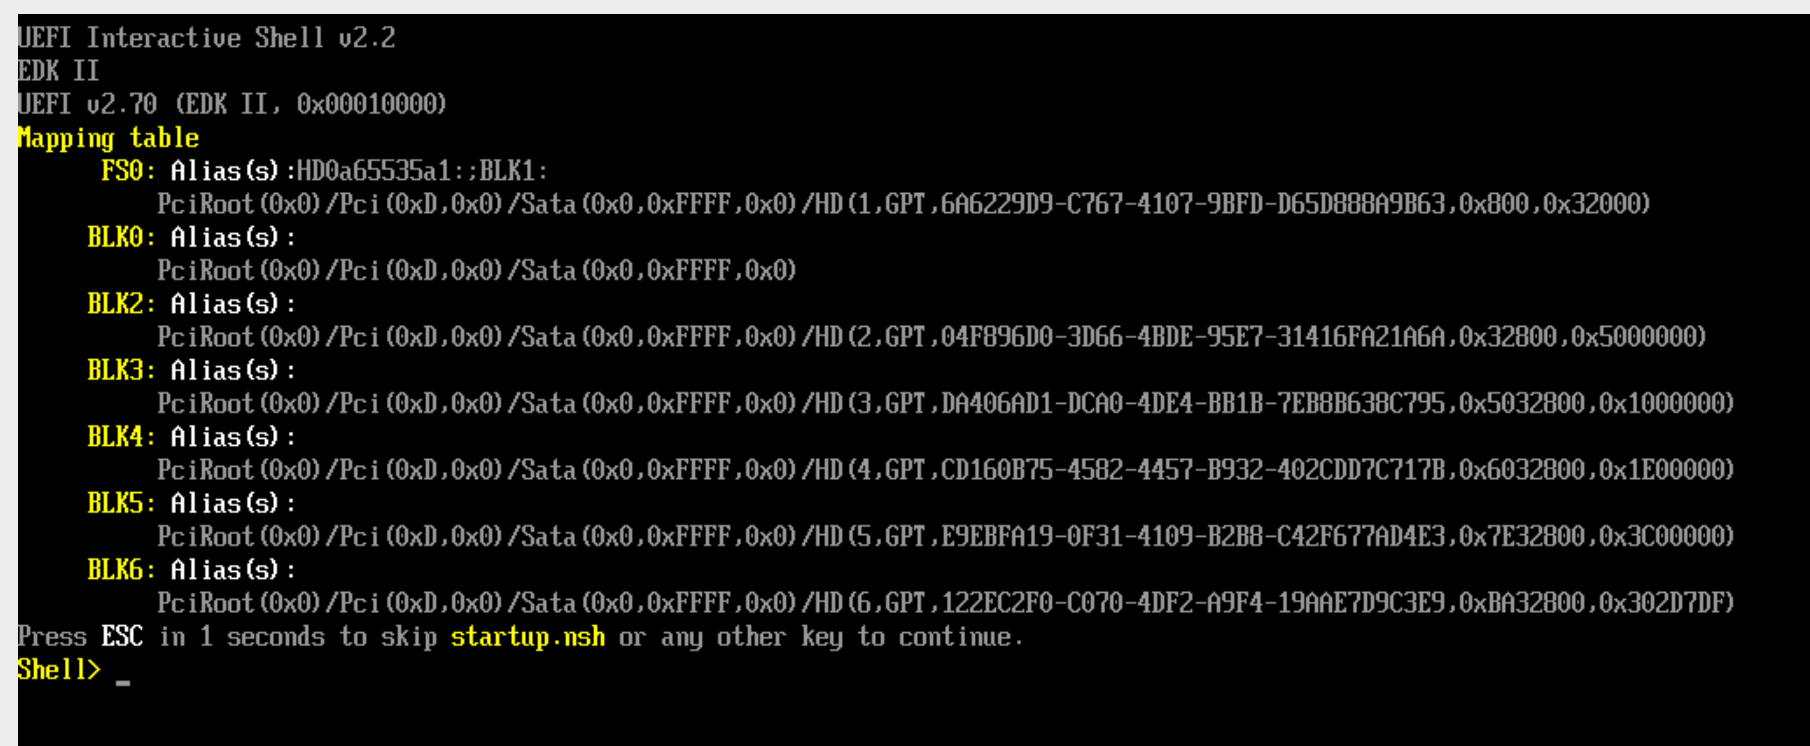 UEFI Interactive Shell v2.2
EDK II
UEFI v2.70 (EDK II, 0x00010000)
Mapping table
FS0: Alias(s):HD0a65535a1:;BLK1:
PciRoot(0x0)/Pci(0xD,0x0)/Sata(0x0,0xFFFF,0x0)/HD(1,GPT,6A6229D9-C767-4107-9BFD-D65D888A9B63,0x800,0x32000)
BLK0: Alias(s):
PciRoot(0x0)/Pci(0xD,0x0)/Sata(0x0,0xFFFF,0x0)
BLK2: Alias(s):
PciRoot(0x0)/Pci(0xD,0x0)/Sata(0x0,0xFFFF,0x0)/HD(2,GPT,04F896D0-3D66-4BDE-95E7-31416FA21A6A,0x32800,0x5000000)
BLK3: Alias(s):
PciRoot(0x0)/Pci(0xD,0x0)/Sata(0x0,0xFFFF,0x0)/HD(3,GPT,DA406AD1-DCA0-4DE4-BB1B-7EB8B638C795,0x5032800,0x1000000)
BLK4: Alias(s):
PciRoot(0x0)/Pci(0xD,0x0)/Sata(0x0,0xFFFF,0x0)/HD(4,GPT,CD160B75-4582-4457-B932-402CDD7C717B,0x6032800,0x1E00000)
BLK5: Alias(s):
PciRoot(0x0)/Pci(0xD,0x0)/Sata(0x0,0xFFFF,0x0)/HD(5,GPT,E9EBFA19-0F31-4109-B2B8-C42F677AD4E3,0x7E32800,0x3C00000)
BLK6: Alias(s):
PciRoot(0x0)/Pci(0xD,0x0)/Sata(0x0,0xFFFF,0x0)/HD(6,GPT,122EC2F0-C070-4DF2-A9F4-19AAE7D9C3E9,0xBA32800,0x302D7DF)
Press ESC in 1 seconds to skip startup.nsh or any other key to continue.
Shell> _